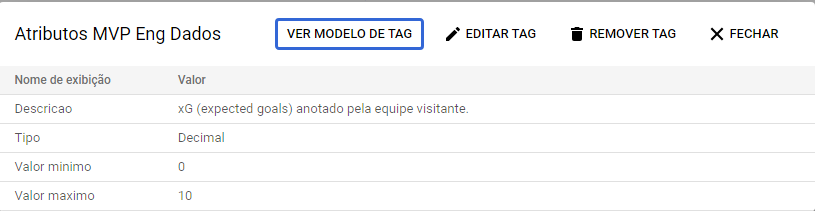 Atributos MVP Eng Dados VER MODELO DE TAG EDITAR TAG REMOVER TAG FECHAR
Nome de exibição Valor
Descricao xG (expected goals) anotado pela equipe visitante.
Tipo Decimal
Valor minimo 0
Valor maximo 10